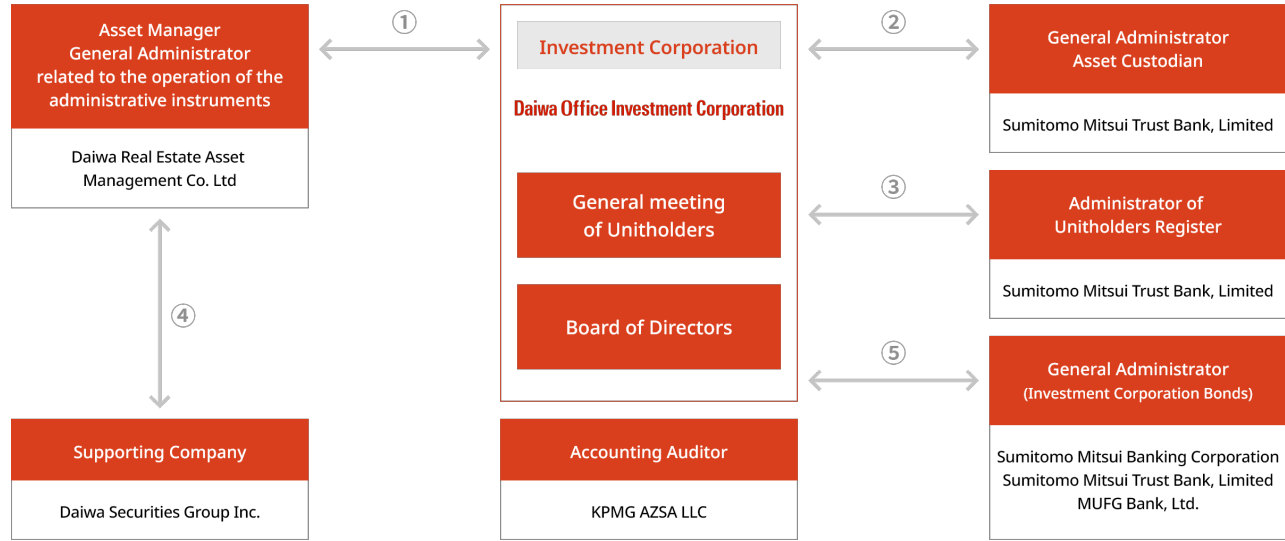 Asset Manager
General Administrator
related to the operation of the
administrative instruments
Daiwa Real Estate Asset
Management Co. Ltd
①
Investment Corporation
Daiwa Office Investment Corporation
General meeting
of Unitholders
Board of Directors
②
General Administrator
Asset Custodian
Sumitomo Mitsui Trust Bank, Limited
③
Administrator of
Unitholders Register
Sumitomo Mitsui Trust Bank, Limited
④
⑤
General Administrator
(Investment Corporation Bonds)
Sumitomo Mitsui Banking Corporation
Sumitomo Mitsui Trust Bank, Limited
MUFG Bank, Ltd.
Supporting Company
Daiwa Securities Group Inc.
Accounting Auditor
KPMG AZSA LLC